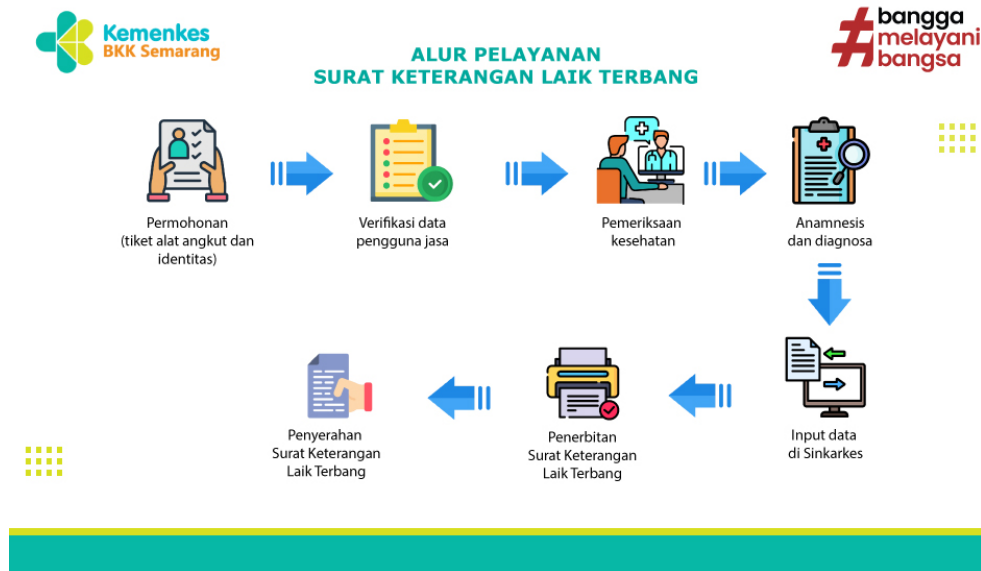 Kemenkes
BKK Semarang
#bangga
melayani
bangsa
ALUR PELAYANAN
SURAT KETERANGAN LAIK TERBANG
Permohonan
(tiket alat angkut dan
identitas)
Verifikasi data
pengguna jasa
Pemeriksaan
kesehatan
Anamnesis
dan diagnosa
Input data
di Sinkarkes
Penerbitan
Surat Keterangan
Laik Terbang
Penyerahan
Surat Keterangan
Laik Terbang